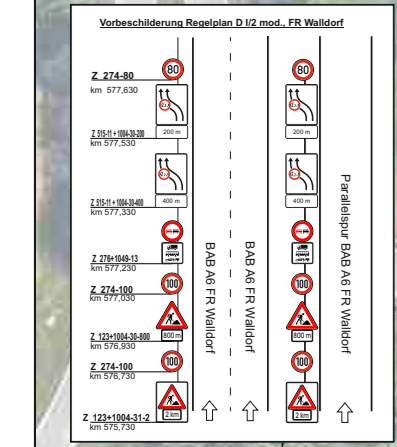 Vorbeschilderung Regelplan D I/2 mod., FR Walldorf
Z 274-80
km 577,630
80
80
Z 515-11 + 1004-30-200
km 577,530
200 m
200 m
Z 515-11 + 1004-30-400
km 577,330
400 m
400 m
Z 276+1049-13
km 577,230
Z 274-100
km 577,030
100
100
Z 123+1004-30-800
km 576,930
800 m
800 m
Z 274-100
km 576,730
100
100
Z 123+1004-31-2
km 575,730
2 km
2 km
BAB A6 FR Walldorf
BAB A6 FR Walldorf
Parallelspur BAB A6 FR Walldorf